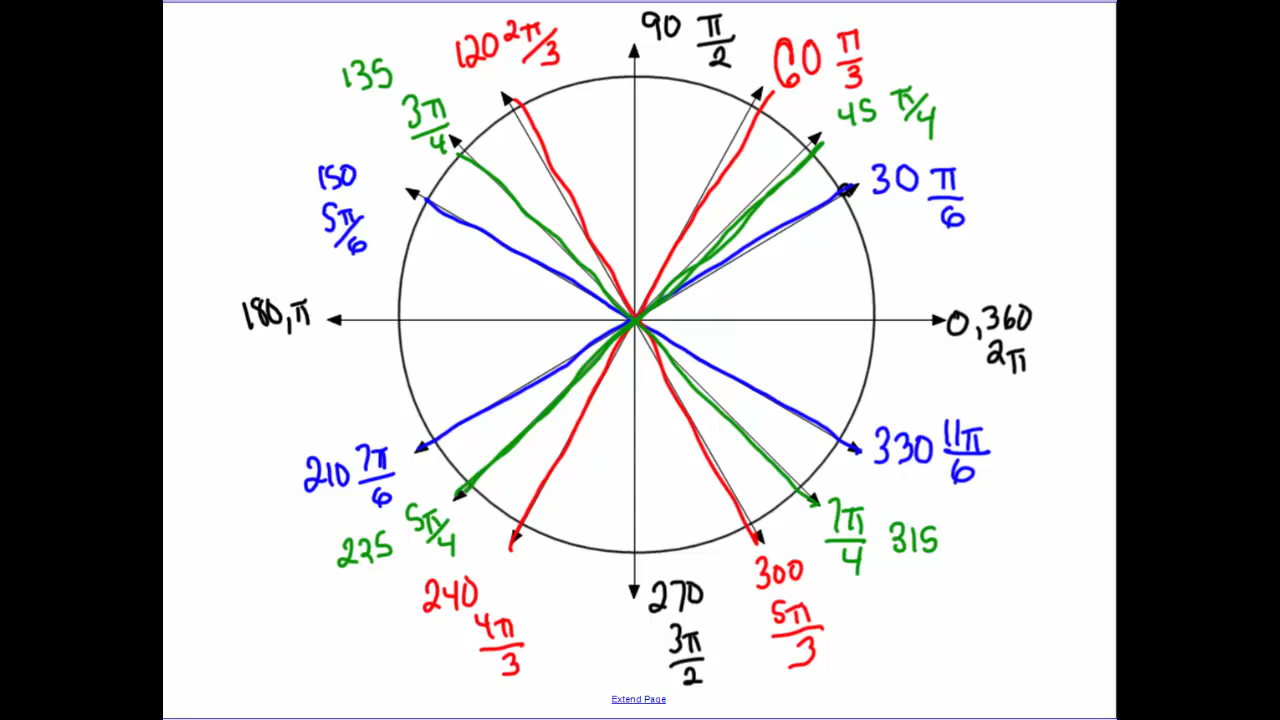 90 π/2
120 2π/3
60 π/3
135
3π/4
45 π/4
150
5π/6
30 π/6
180, π
0, 360
2π
210 7π/6
330 11π/6
225 5π/4
7π/4 315
240
4π/3
270
3π/2
300
5π/3
Extend Page